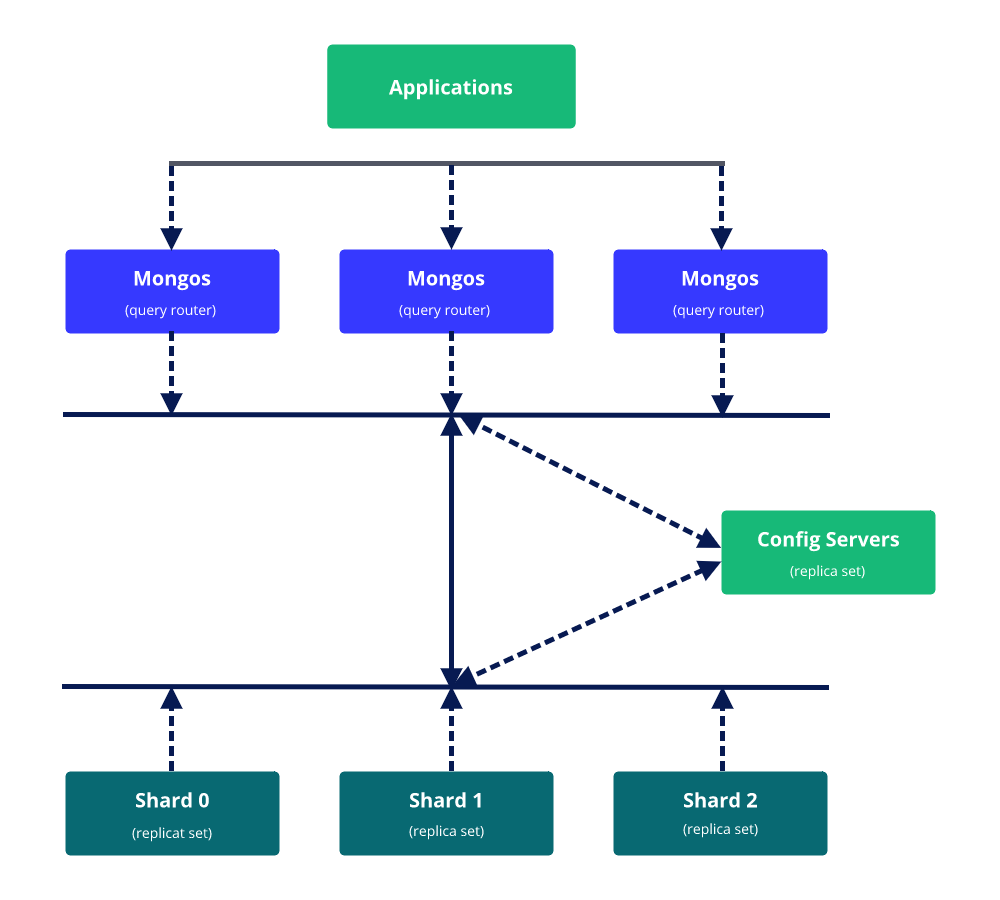 Applications
Mongos
(query router)
Mongos
(query router)
Mongos
(query router)
Config Servers
(replica set)
Shard 0
(replicat set)
Shard 1
(replica set)
Shard 2
(replica set)